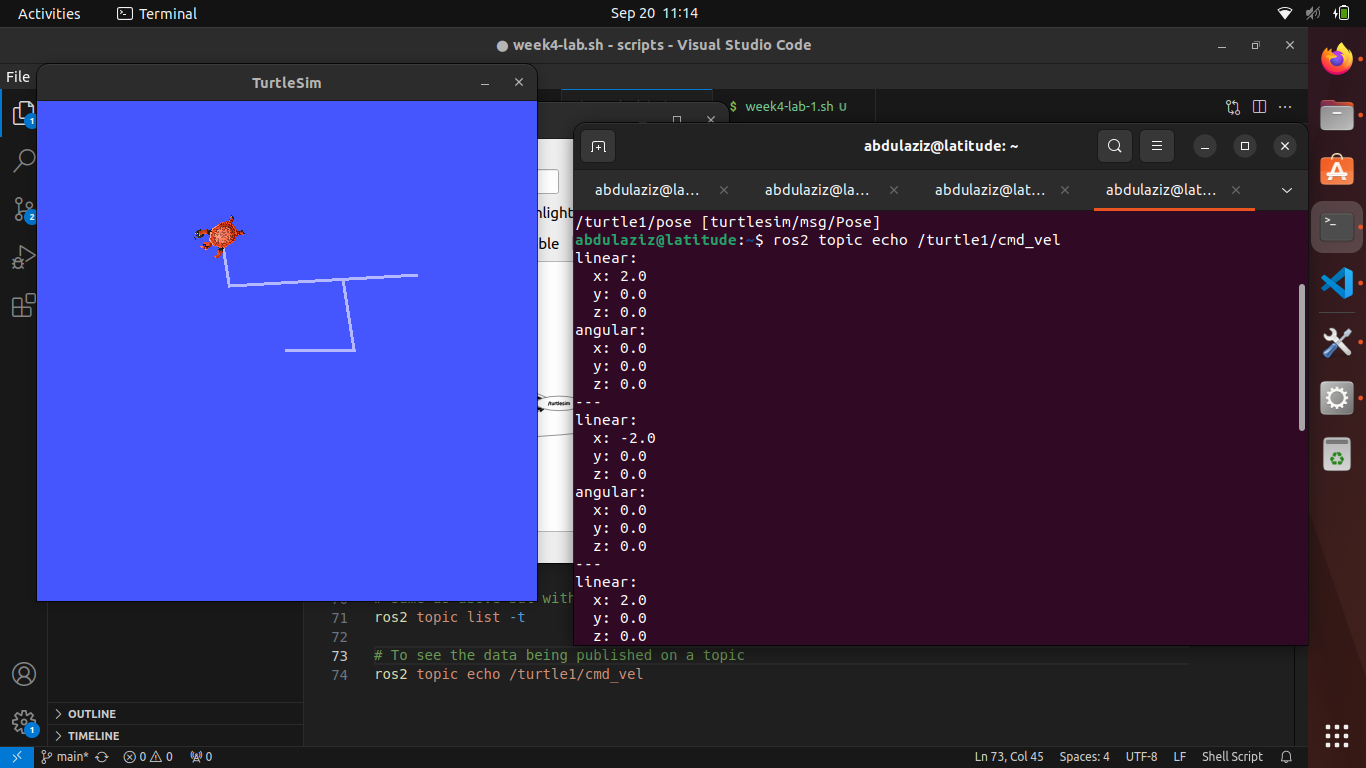 Activities
Terminal
Sep 20 11:14
● week4-lab.sh - scripts - Visual Studio Code
File
TurtleSim
$ week4-lab-1.sh U
abdulaziz@latitude: ~
abdulaziz@la...
abdulaziz@la...
abdulaziz@lat...
abdulaziz@lat...
/turtle1/pose [turtlesim/msg/Pose]
abdulaziz@latitude:~$ ros2 topic echo /turtle1/cmd_vel
linear:
x: 2.0
y: 0.0
z: 0.0
angular:
x: 0.0
y: 0.0
z: 0.0
---
linear:
x: -2.0
y: 0.0
z: 0.0
angular:
x: 0.0
y: 0.0
z: 0.0
---
linear:
x: 2.0
y: 0.0
z: 0.0
/turtlesim
71 ros2 topic list -t
72
73 # To see the data being published on a topic
74 ros2 topic echo /turtle1/cmd_vel
OUTLINE
TIMELINE
1
2
1
main*
0
0
0
Ln 73, Col 45
Spaces: 4
UTF-8
LF
Shell Script